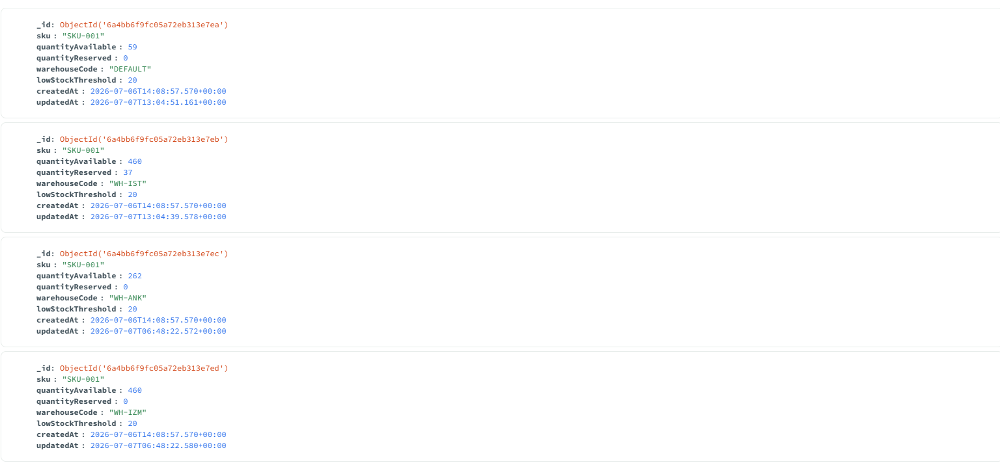 _id: ObjectId('6a4bb6f9fc05a72eb313e7ea')
sku : "SKU-001"
quantityAvailable : 59
quantityReserved : 0
warehouseCode : "DEFAULT"
lowStockThreshold : 20
createdAt : 2026-07-06T14:08:57.570+00:00
updatedAt : 2026-07-07T13:04:51.161+00:00
_id: ObjectId('6a4bb6f9fc05a72eb313e7eb')
sku : "SKU-001"
quantityAvailable : 460
quantityReserved : 37
warehouseCode : "WH-IST"
lowStockThreshold : 20
createdAt : 2026-07-06T14:08:57.570+00:00
updatedAt : 2026-07-07T13:04:39.578+00:00
_id: ObjectId('6a4bb6f9fc05a72eb313e7ec')
sku : "SKU-001"
quantityAvailable : 262
quantityReserved : 0
warehouseCode : "WH-ANK"
lowStockThreshold : 20
createdAt : 2026-07-06T14:08:57.570+00:00
updatedAt : 2026-07-07T06:48:22.572+00:00
_id: ObjectId('6a4bb6f9fc05a72eb313e7ed')
sku : "SKU-001"
quantityAvailable : 460
quantityReserved : 0
warehouseCode : "WH-IZM"
lowStockThreshold : 20
createdAt : 2026-07-06T14:08:57.570+00:00
updatedAt : 2026-07-07T06:48:22.580+00:00